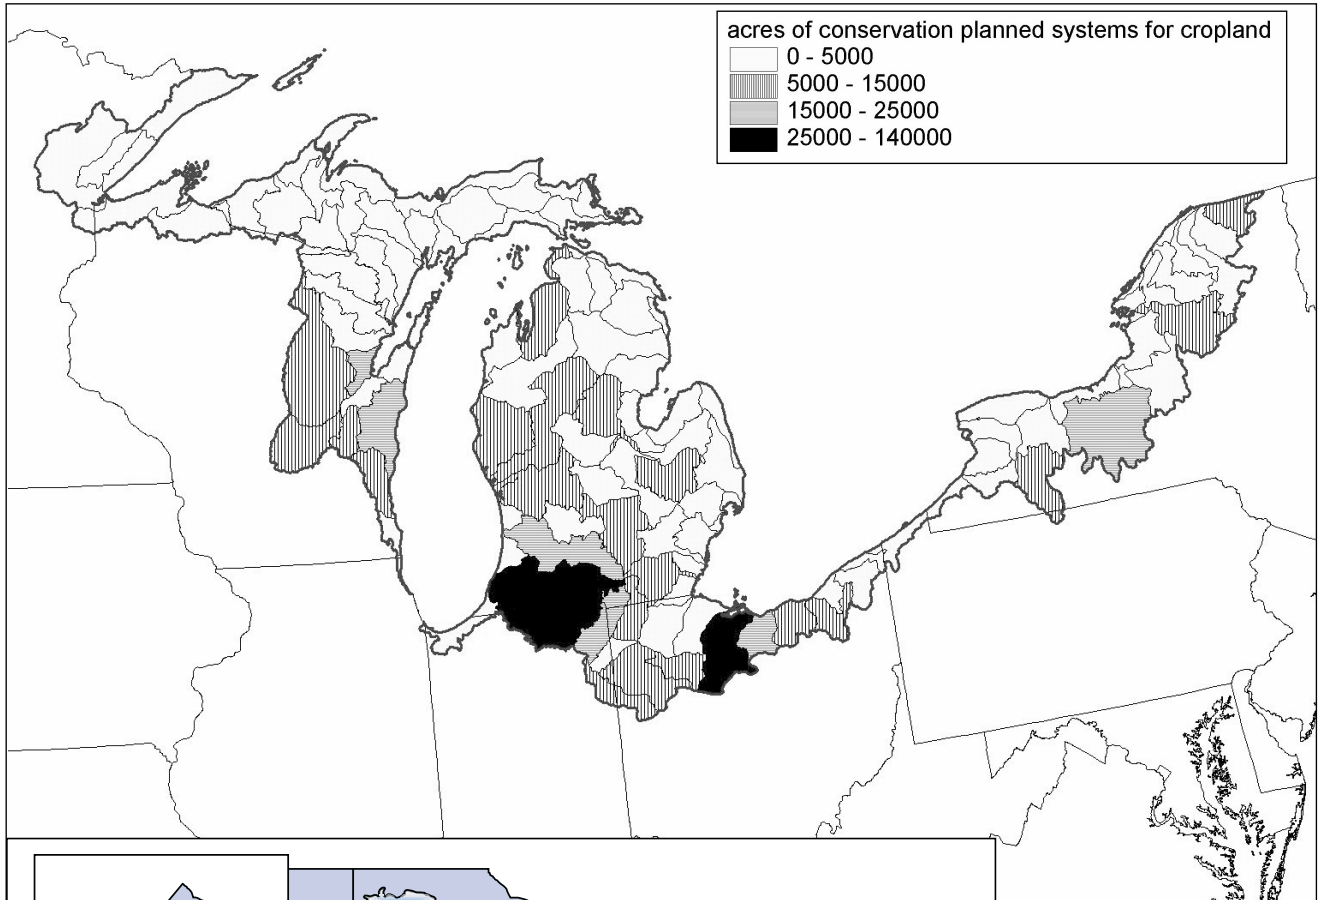 acres of conservation planned systems for cropland
0 - 5000
5000 - 15000
15000 - 25000
25000 - 140000